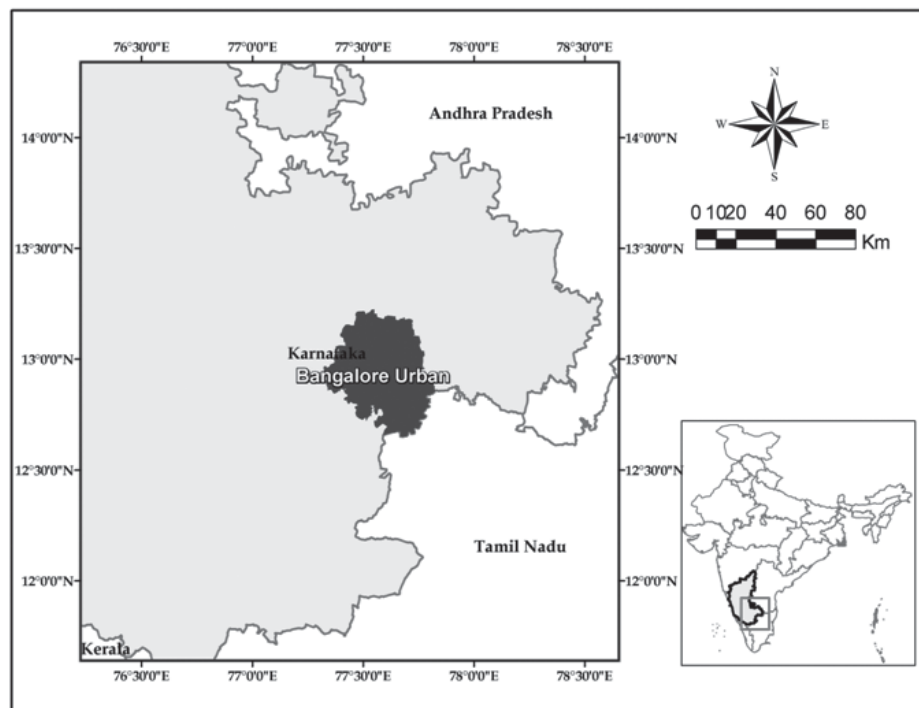 76°30'0"E 77°0'0"E 77°30'0"E 78°0'0"E 78°30'0"E
N
W E
S
Andhra Pradesh
14°0'0"N 14°0'0"N
0 10 20 40 60 80
Km
13°30'0"N 13°30'0"N
13°0'0"N 13°0'0"N
Karnataka
Bangalore Urban
12°30'0"N 12°30'0"N
Tamil Nadu
12°0'0"N 12°0'0"N
Kerala
76°30'0"E 77°0'0"E 77°30'0"E 78°0'0"E 78°30'0"E